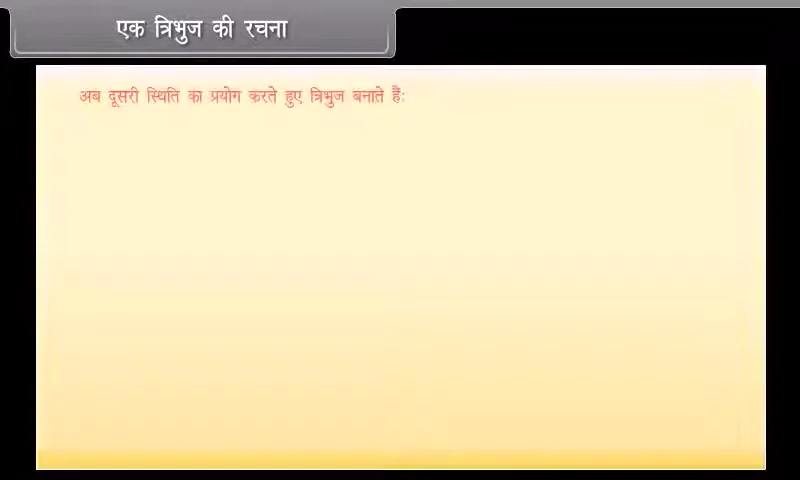 एक त्रिभुज की रचना
अब दूसरी स्थिति का प्रयोग करते हुए त्रिभुज बनाते हैं: